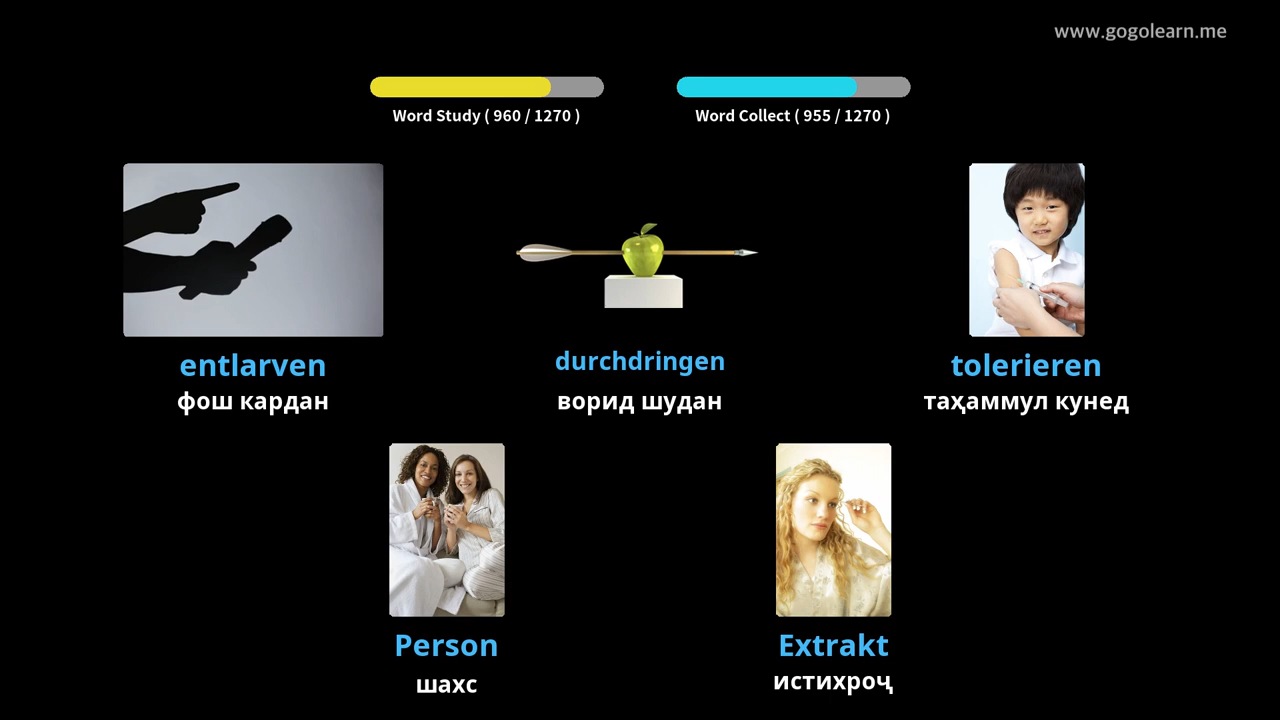 www.gogolearn.me
Word Study ( 960 / 1270 )
Word Collect ( 955 / 1270 )
entlarven
фош кардан
durchdringen
ворид шудан
tolerieren
таҳаммул кунед
Person
шахс
Extrakt
истихроҷ